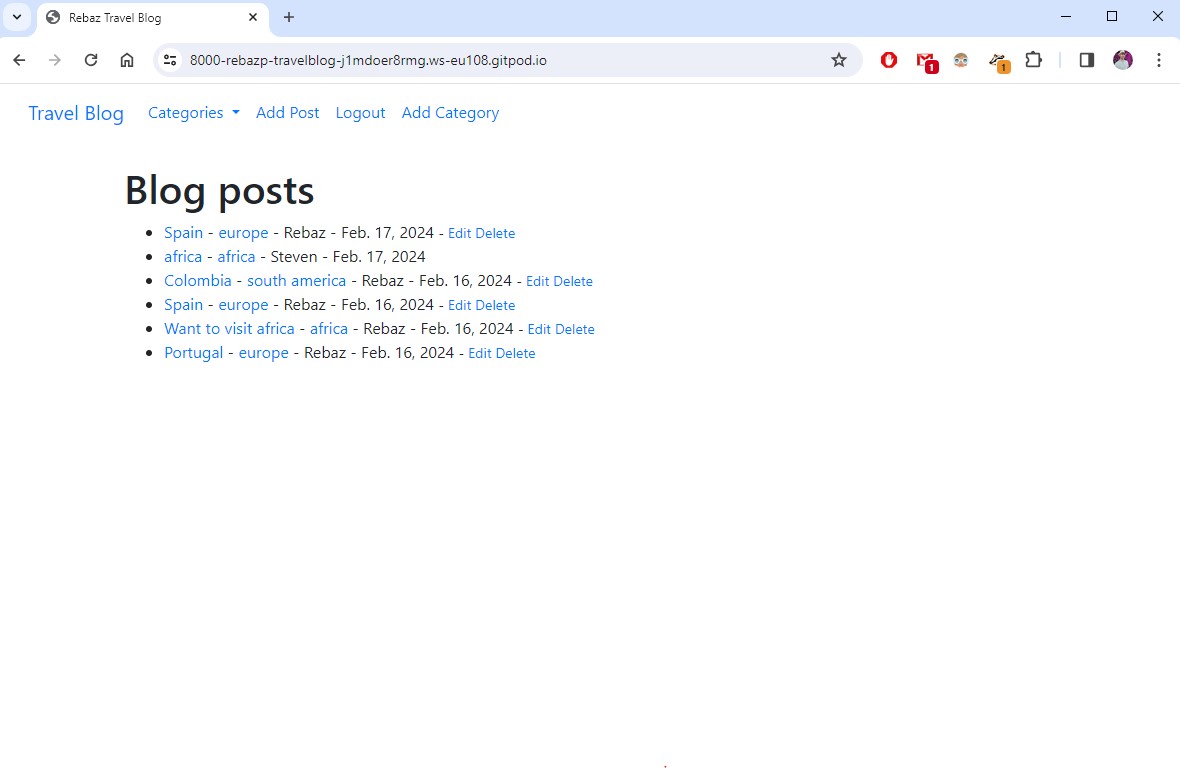 Rebaz Travel Blog
8000-rebazp-travelblog-j1mdoer8rmg.ws-eu108.gitpod.io
1
1
Travel Blog Categories Add Post Logout Add Category
Blog posts
Spain - europe - Rebaz - Feb. 17, 2024 - Edit Delete
africa - africa - Steven - Feb. 17, 2024
Colombia - south america - Rebaz - Feb. 16, 2024 - Edit Delete
Spain - europe - Rebaz - Feb. 16, 2024 - Edit Delete
Want to visit africa - africa - Rebaz - Feb. 16, 2024 - Edit Delete
Portugal - europe - Rebaz - Feb. 16, 2024 - Edit Delete